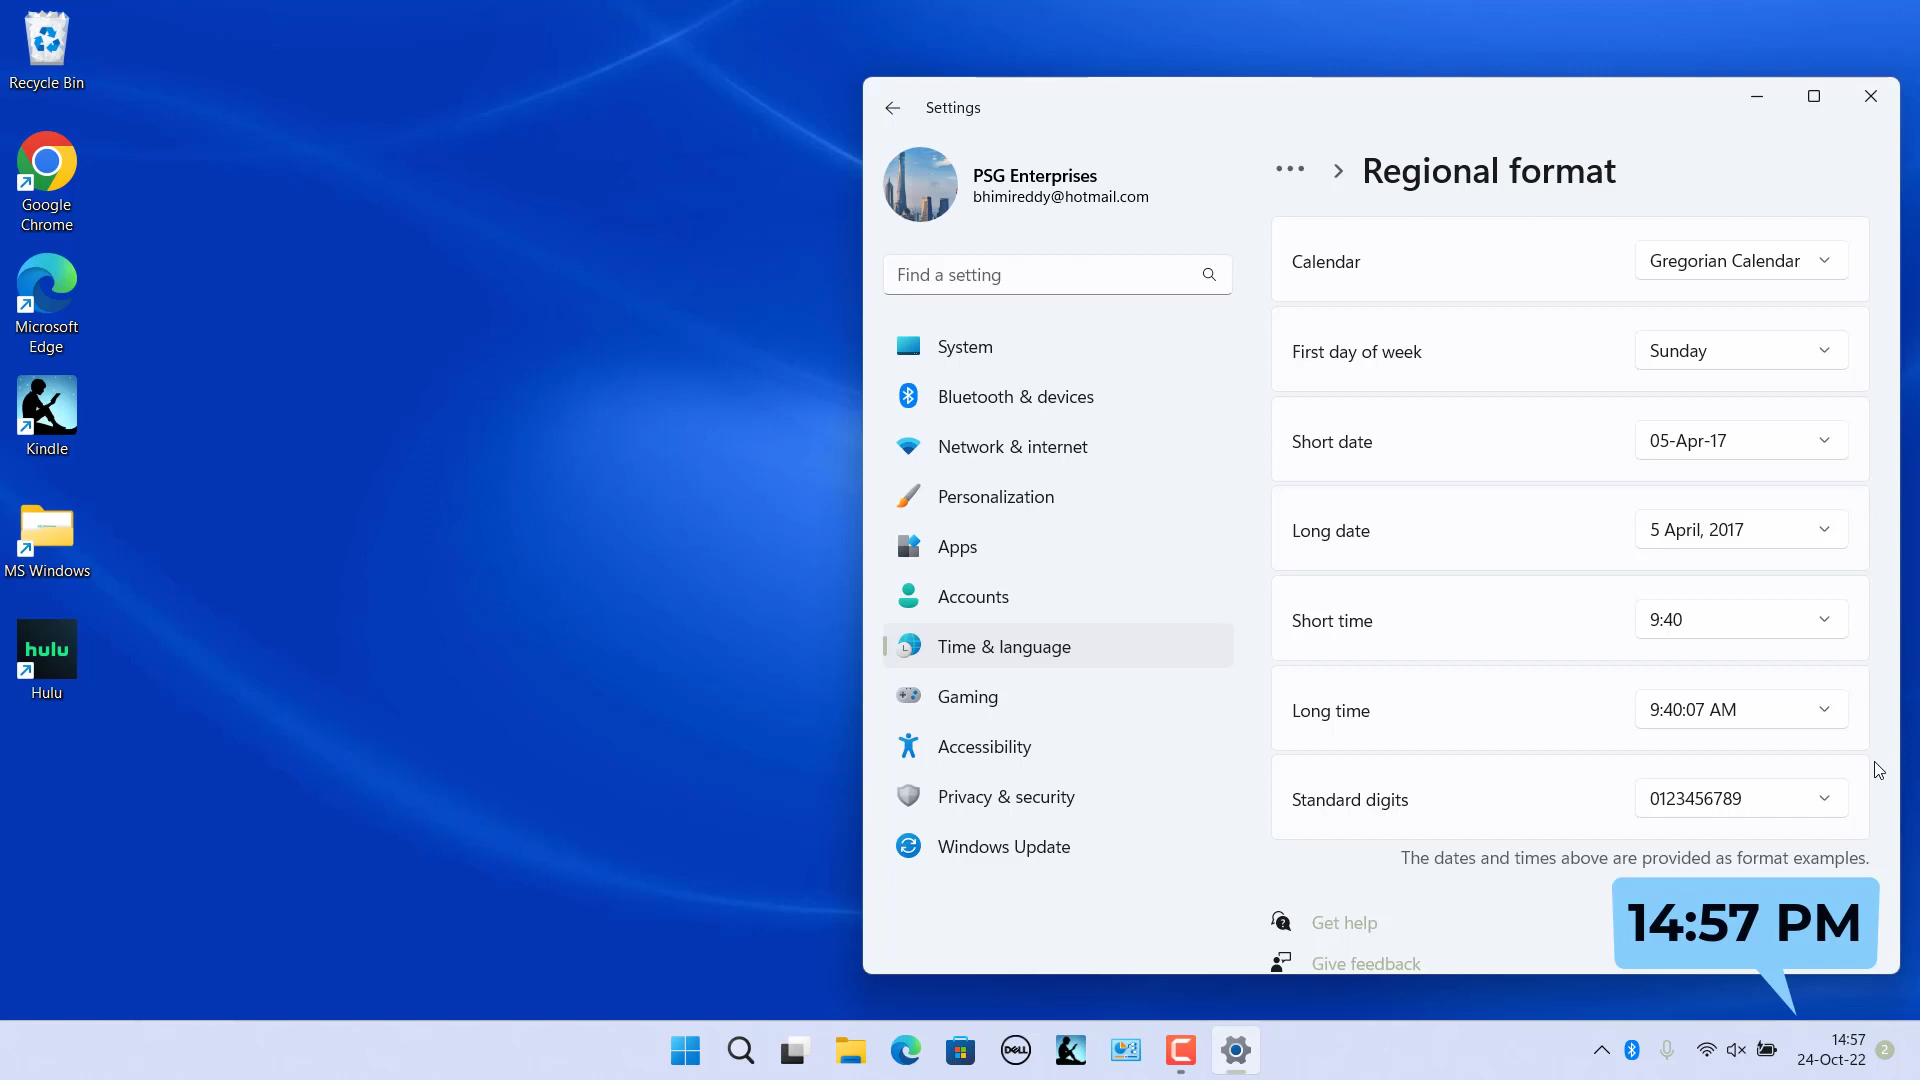 Recycle Bin
Google
Chrome
Microsoft
Edge
Kindle
MS Windows
hulu
Hulu
Settings
PSG Enterprises
bhimireddy@hotmail.com
Find a setting
System
Bluetooth & devices
Network & internet
Personalization
Apps
Accounts
Time & language
Gaming
Accessibility
Privacy & security
Windows Update
··· > Regional format
Calendar Gregorian Calendar
First day of week Sunday
Short date 05-Apr-17
Long date 5 April, 2017
Short time 9:40
Long time 9:40:07 AM
Standard digits 0123456789
The dates and times above are provided as format examples.
Get help
Give feedback
14:57 PM
DELL
14:57
24-Oct-22
2